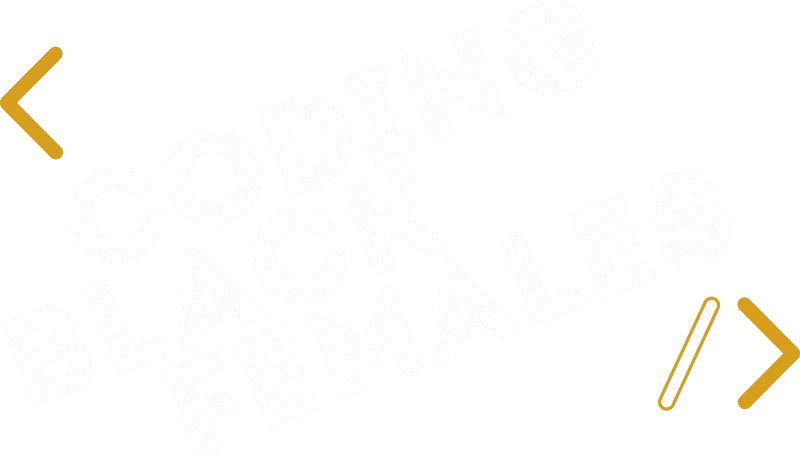 <
CODING
BLACK
FEMALES
/>